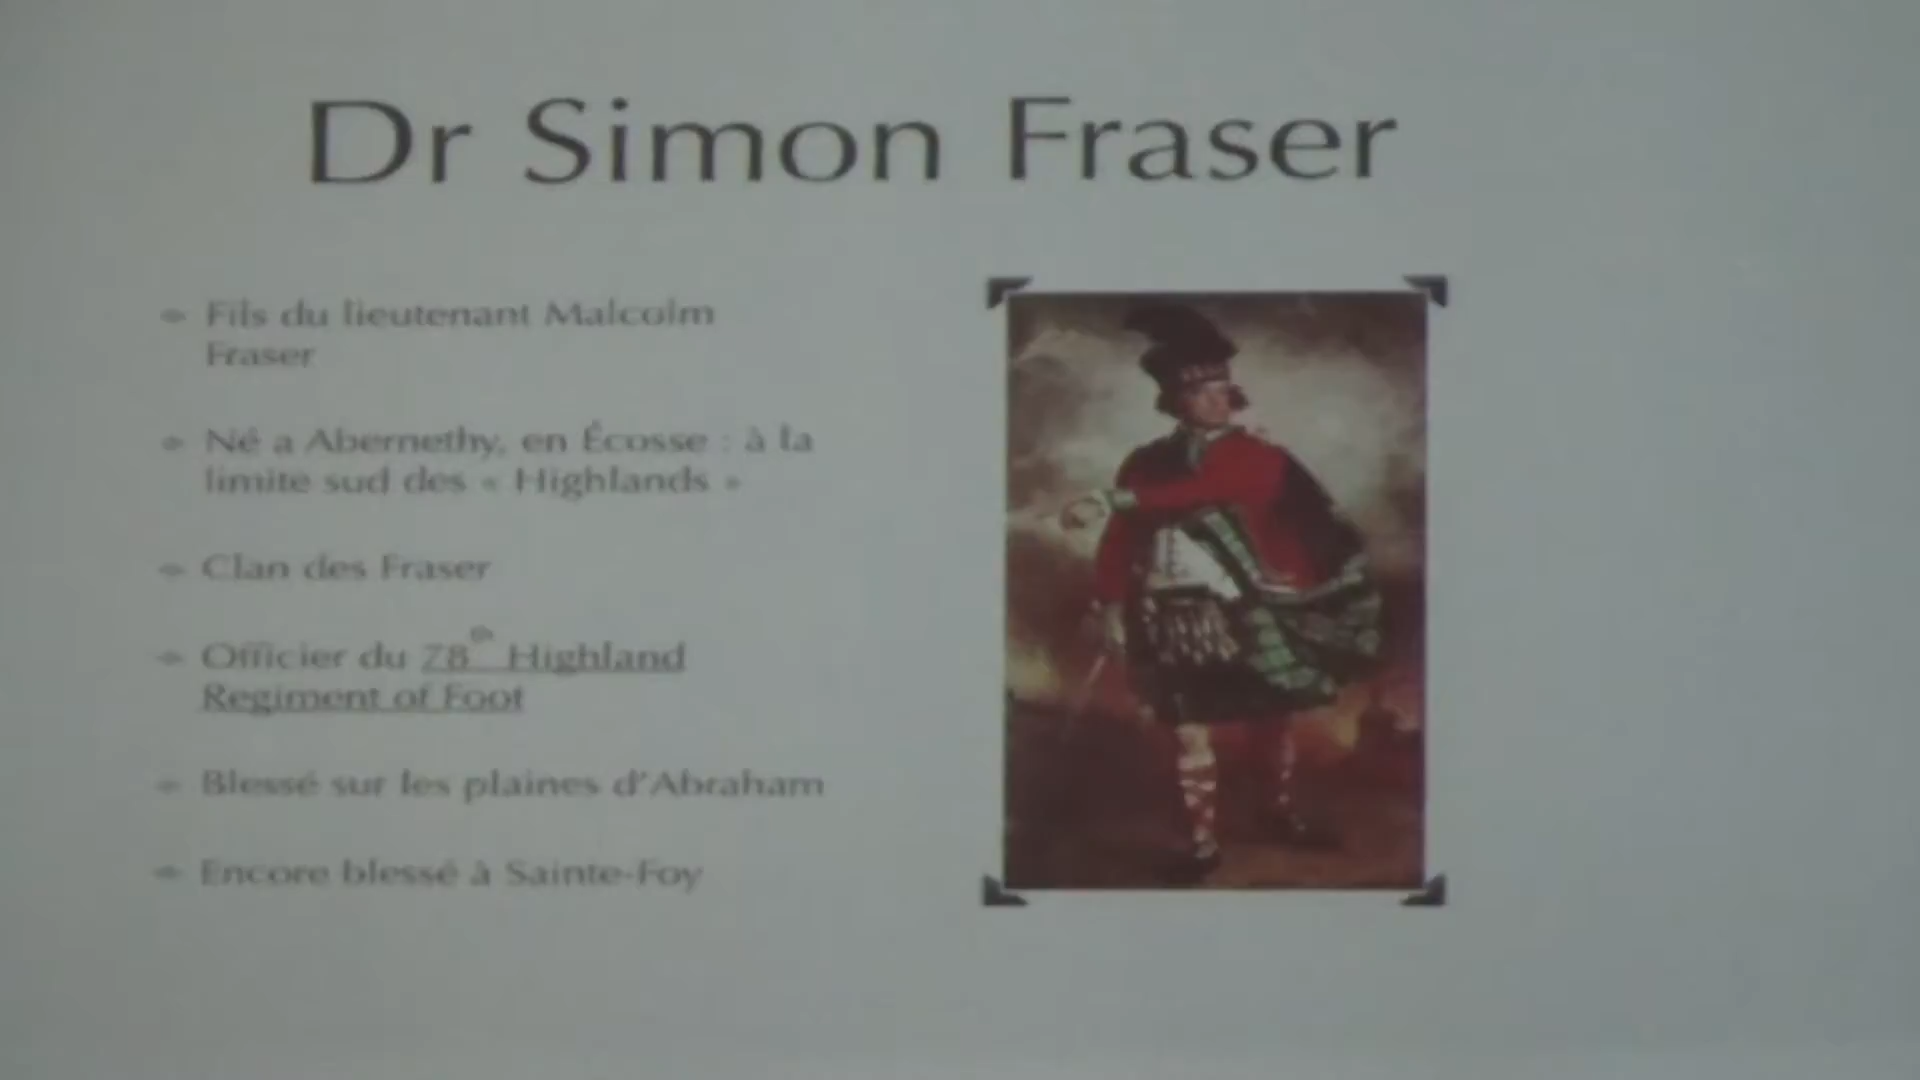 Dr Simon Fraser
Fils du lieutenant Malcolm
Fraser
Né a Abernethy, en Écosse : à la
limite sud des « Highlands »
Clan des Fraser
Officier du 78th Highland
Regiment of Foot
Blessé sur les plaines d'Abraham
Encore blessé à Sainte-Foy